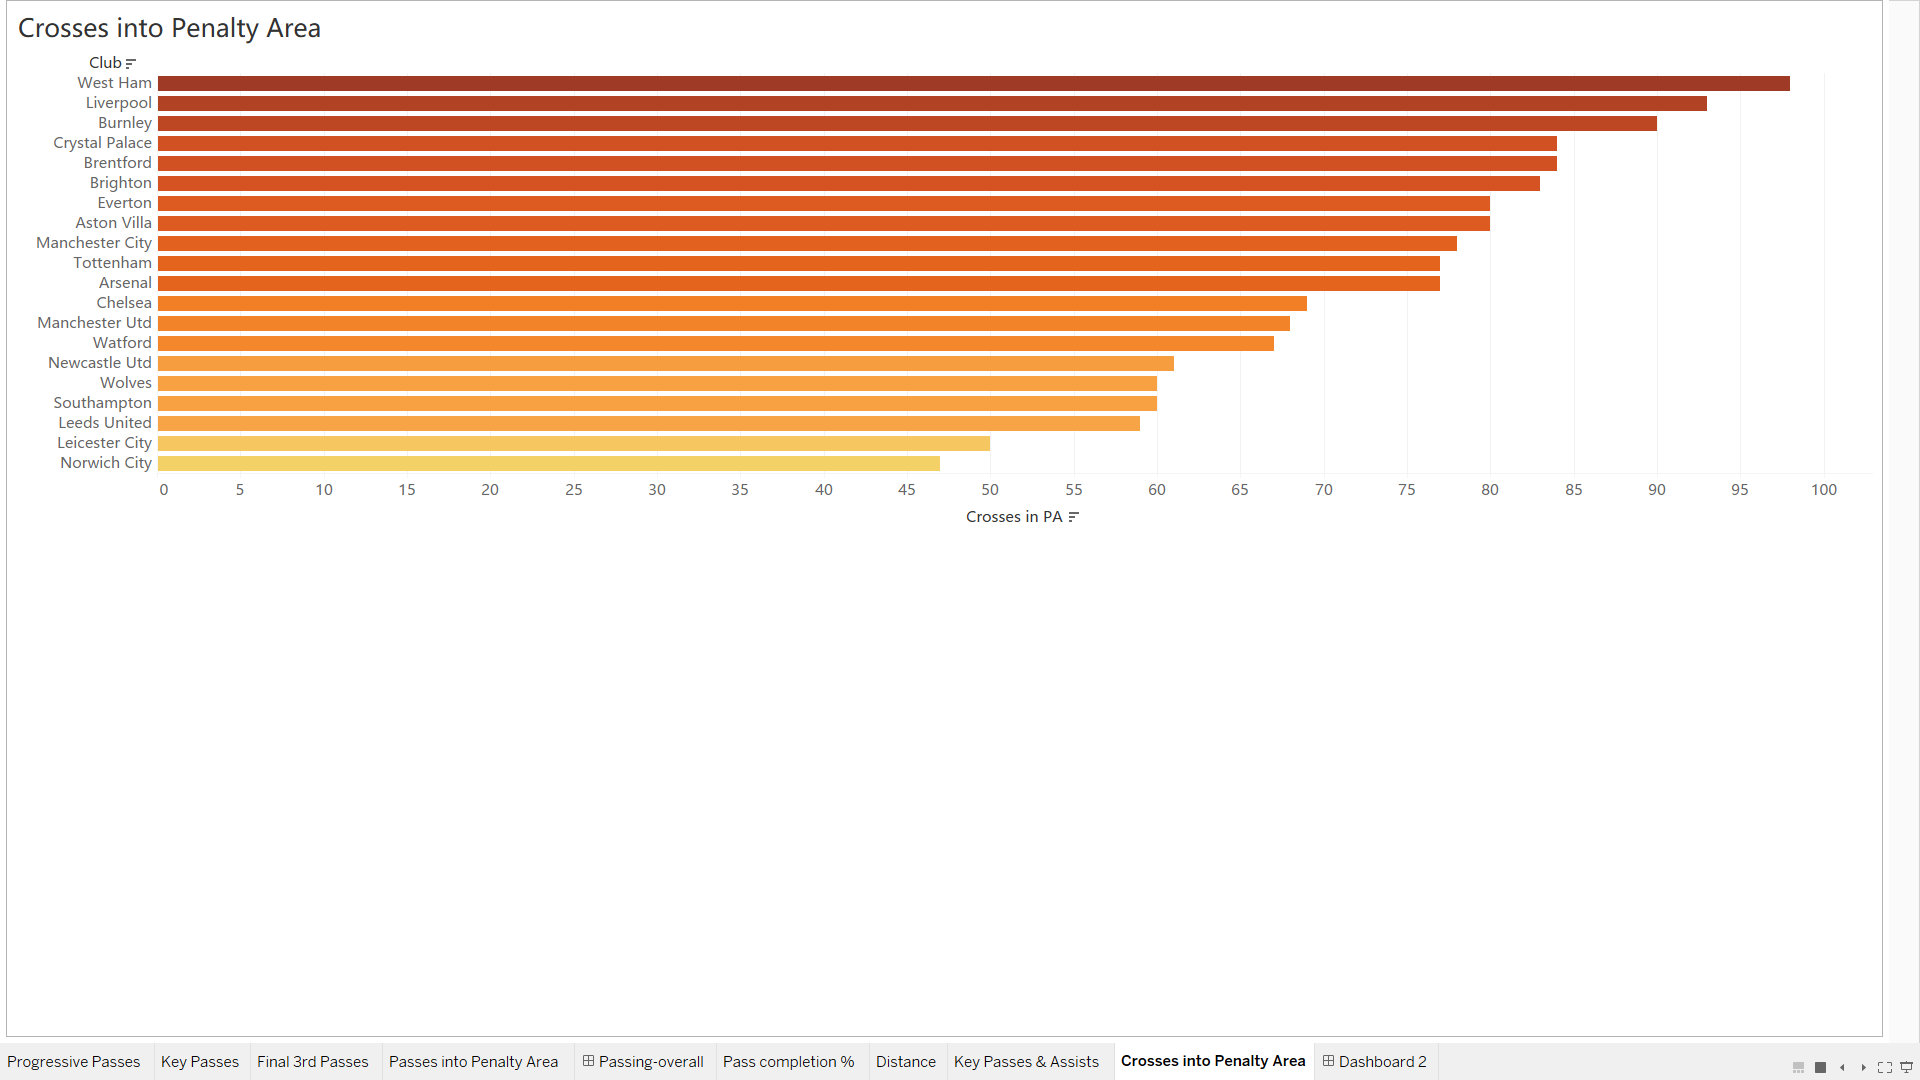 Crosses into Penalty Area
Club
West Ham
Liverpool
Burnley
Crystal Palace
Brentford
Brighton
Everton
Aston Villa
Manchester City
Tottenham
Arsenal
Chelsea
Manchester Utd
Watford
Newcastle Utd
Wolves
Southampton
Leeds United
Leicester City
Norwich City
0 5 10 15 20 25 30 35 40 45 50 55 60 65 70 75 80 85 90 95 100
Crosses in PA
Progressive Passes Key Passes Final 3rd Passes Passes into Penalty Area Passing-overall Pass completion % Distance Key Passes & Assists Crosses into Penalty Area Dashboard 2